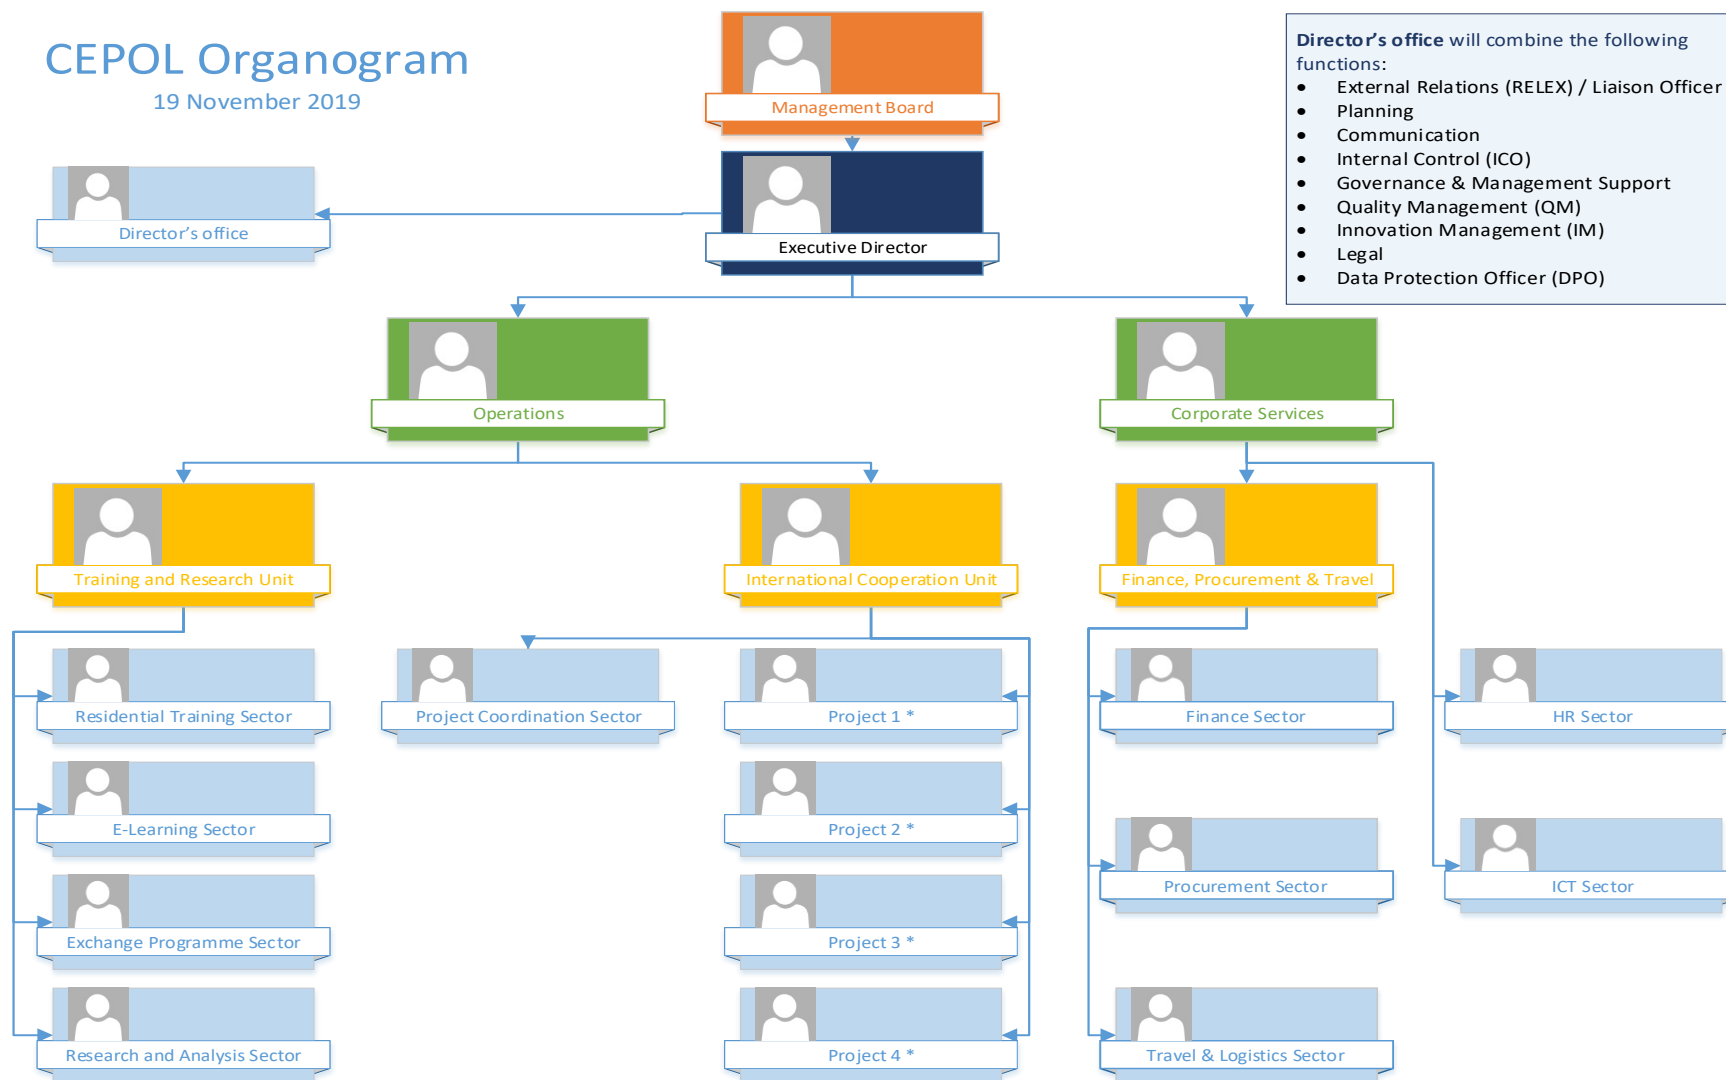 CEPOL Organogram
19 November 2019
Management Board
Director's office will combine the following
functions:
• External Relations (RELEX) / Liaison Officer
• Planning
• Communication
• Internal Control (ICO)
• Governance & Management Support
• Quality Management (QM)
• Innovation Management (IM)
• Legal
• Data Protection Officer (DPO)
Director's office
Executive Director
Operations
Corporate Services
Training and Research Unit
International Cooperation Unit
Finance, Procurement & Travel
Residential Training Sector
Project Coordination Sector
Project 1 *
Finance Sector
HR Sector
E-Learning Sector
Project 2 *
Procurement Sector
ICT Sector
Exchange Programme Sector
Project 3 *
Research and Analysis Sector
Project 4 *
Travel & Logistics Sector